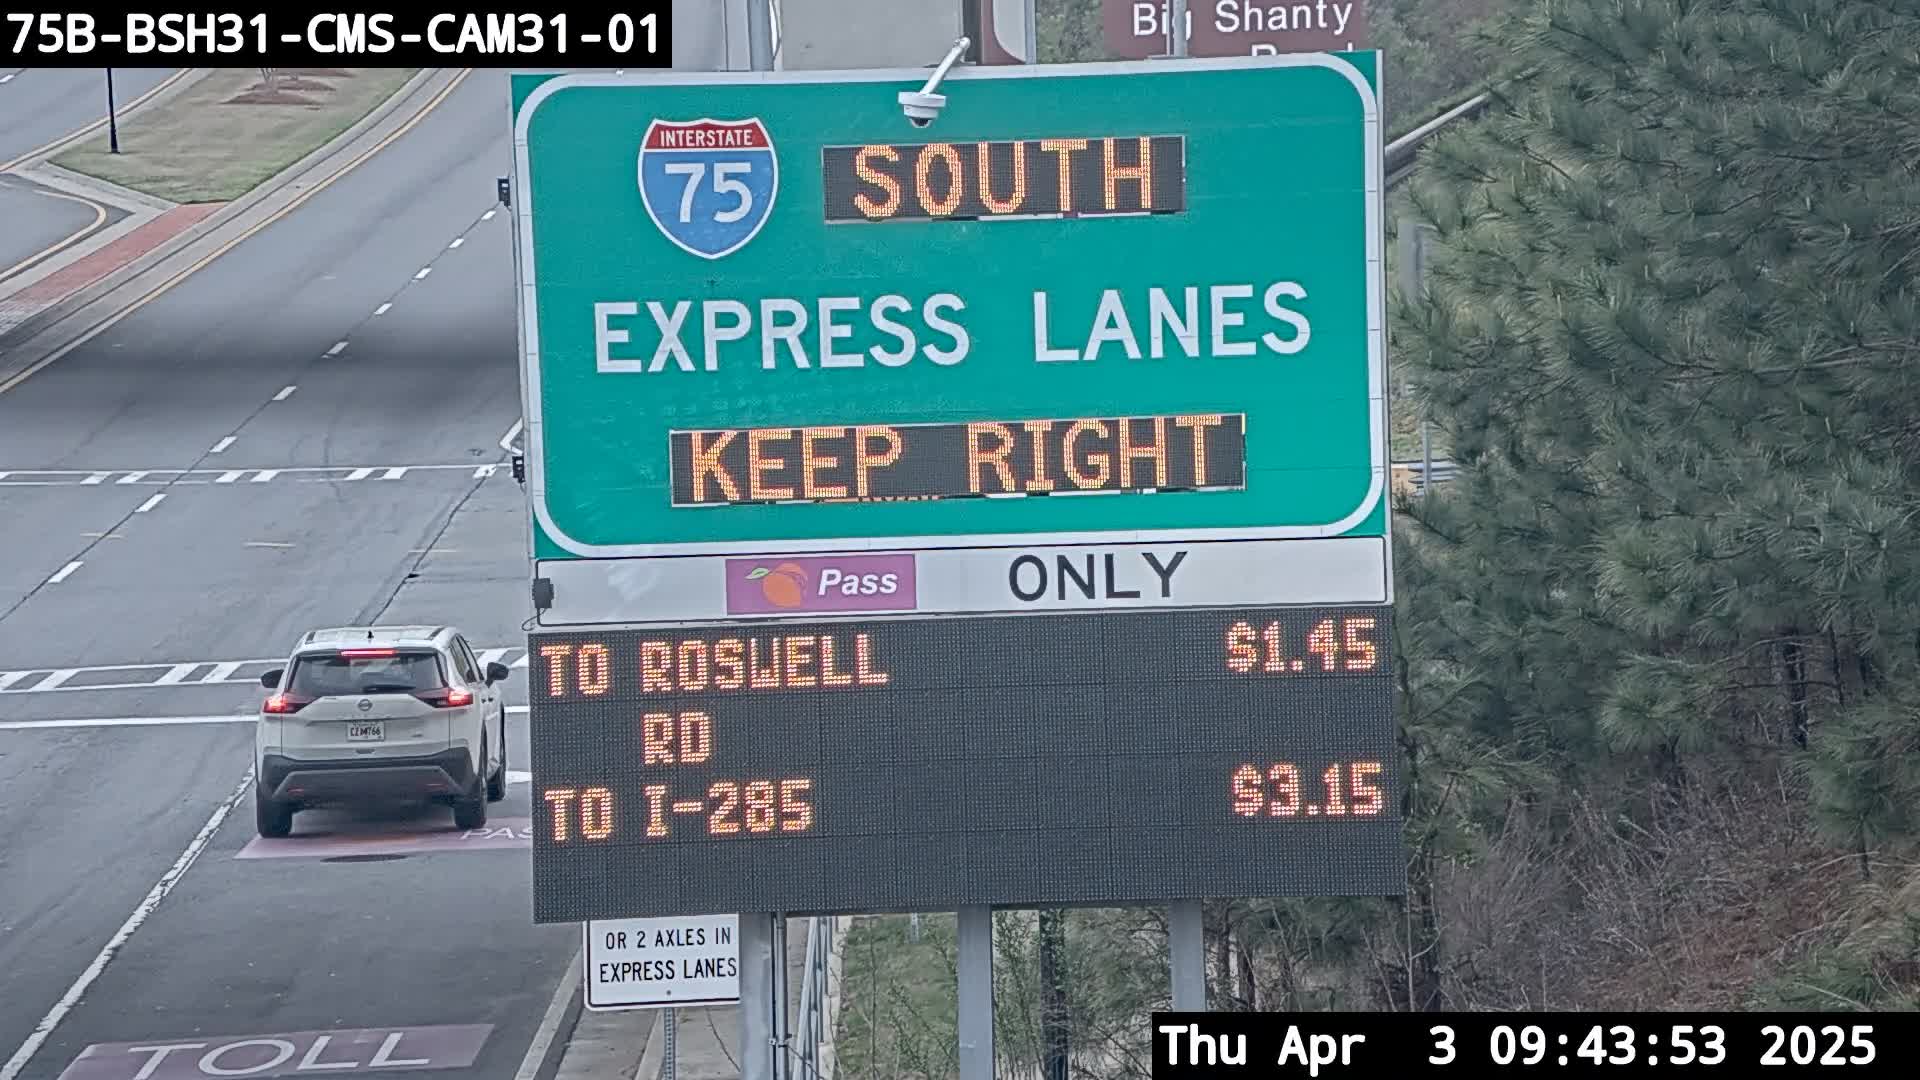 75B-BSH31-CMS-CAM31-01
Big Shanty
Road
INTERSTATE
75
SOUTH
EXPRESS LANES
KEEP RIGHT
Pass ONLY
TO ROSWELL $1.45
RD
TO I-285 $3.15
OR 2 AXLES IN
EXPRESS LANES
TOLL
Thu Apr 3 09:43:53 2025